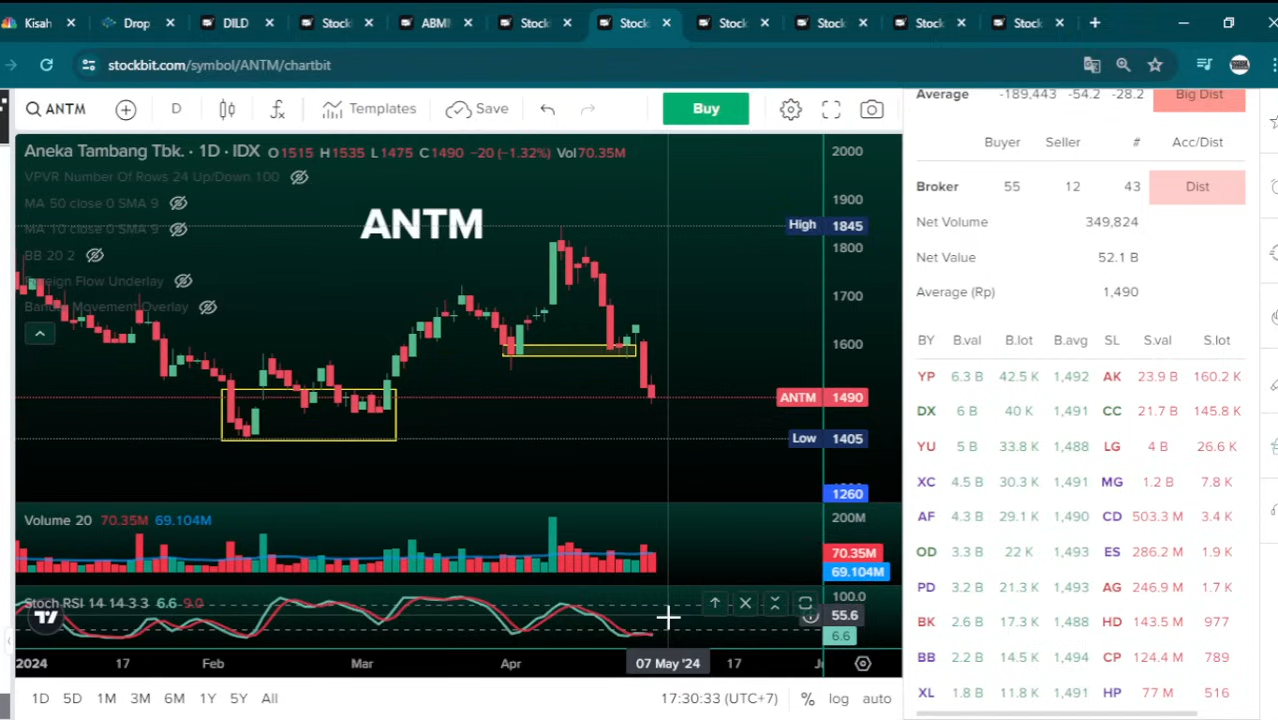 Kisah Drop DILD Stock ABM Stock Stock Stock Stock Stock Stock
stockbit.com/symbol/ANTM/chartbit
ANTM D Templates Save Buy
Aneka Tambang Tbk. · 1D · IDX O1515 H1535 L1475 C1490 -20 (-1.32%) Vol70.35M
VPVR Number Of Rows 24 Up/Down 100
MA 50 close 0 SMA 9
MA 10 close 0 SMA 9
BB 20 2
Foreign Flow Underlay
Bandar Movement Overlay
ANTM
2000
1900
High 1845
1800
1700
1600
ANTM 1490
Low 1405
1260
Volume 20 70.35M 69.104M
200M
70.35M
69.104M
Stoch RSI 14 14 3 3 6.6 9.0
100.0
55.6
6.6
2024 17 Feb Mar Apr 07 May '24 17
1D 5D 1M 3M 6M 1Y 5Y All 17:30:33 (UTC+7) % log auto
Average -189,443 -54.2 -28.2 Big Dist
Buyer Seller # Acc/Dist
Broker 55 12 43 Dist
Net Volume 349,824
Net Value 52.1 B
Average (Rp) 1,490
BY B.val B.lot B.avg SL S.val S.lot
YP 6.3 B 42.5 K 1,492 AK 23.9 B 160.2 K
DX 6 B 40 K 1,491 CC 21.7 B 145.8 K
YU 5 B 33.8 K 1,488 LG 4 B 26.6 K
XC 4.5 B 30.3 K 1,491 MG 1.2 B 7.8 K
AF 4.3 B 29.1 K 1,490 CD 503.3 M 3.4 K
OD 3.3 B 22 K 1,493 ES 286.2 M 1.9 K
PD 3.2 B 21.3 K 1,493 AG 246.9 M 1.7 K
BK 2.6 B 17.3 K 1,488 HD 143.5 M 977
BB 2.2 B 14.5 K 1,494 CP 124.4 M 789
XL 1.8 B 11.8 K 1,491 HP 77 M 516